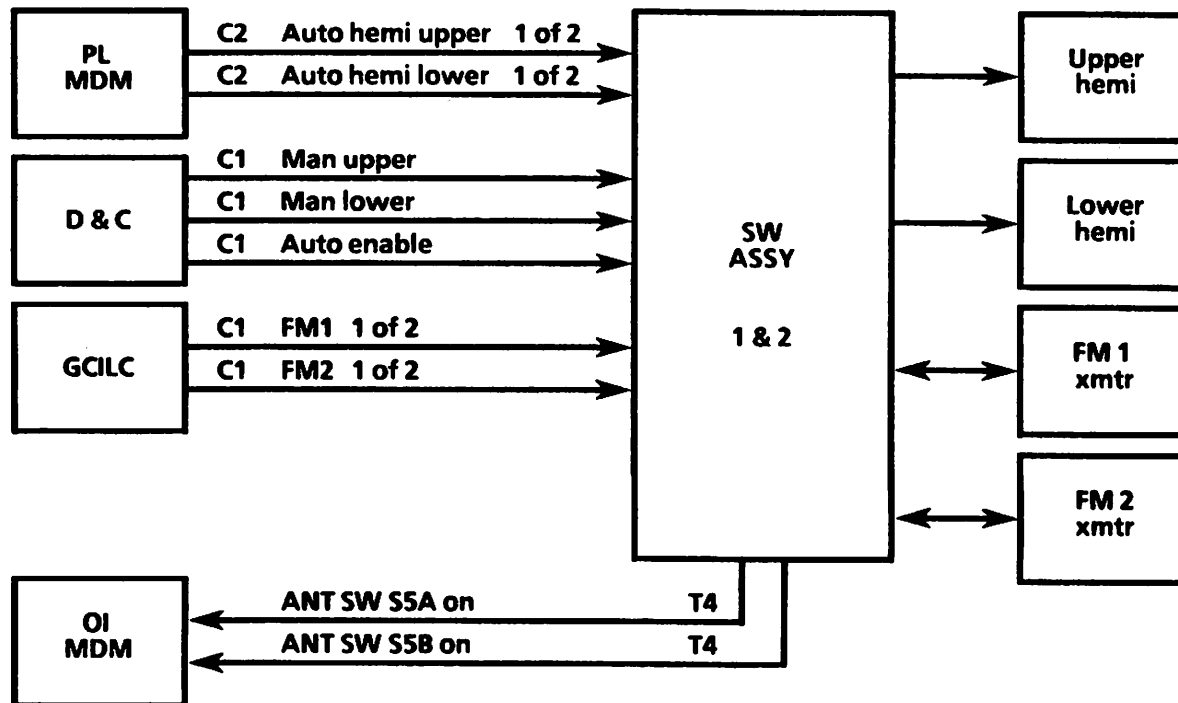 PL
MDM
C2 Auto hemi upper 1 of 2
C2 Auto hemi lower 1 of 2
D & C
C1 Man upper
C1 Man lower
C1 Auto enable
GCILC
C1 FM1 1 of 2
C1 FM2 1 of 2
SW
ASSY
1 & 2
Upper
hemi
Lower
hemi
FM 1
xmtr
FM 2
xmtr
OI
MDM
ANT SW S5A on T4
ANT SW S5B on T4